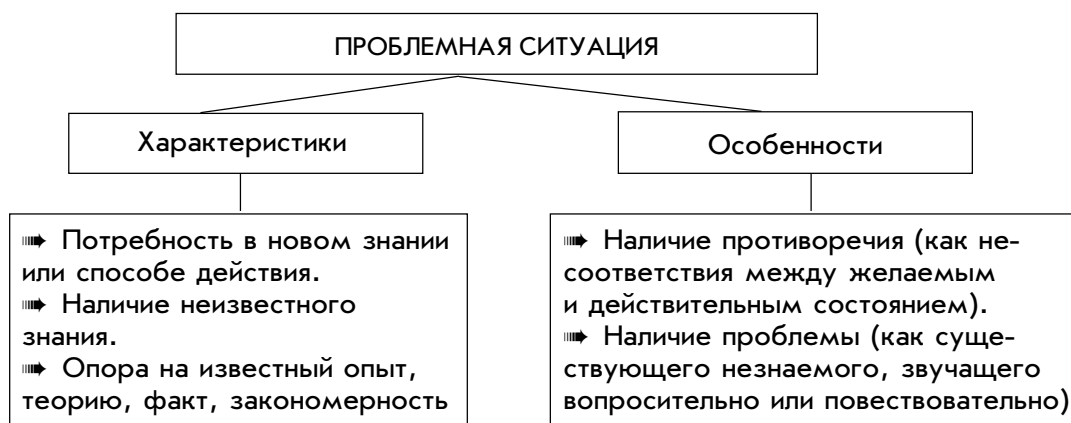 ПРОБЛЕМНАЯ СИТУАЦИЯ
Характеристики
Особенности
➠ Потребность в новом знании
или способе действия.
➠ Наличие неизвестного
знания.
➠ Опора на известный опыт,
теорию, факт, закономерность
➠ Наличие противоречия (как не-
соответствия между желаемым
и действительным состоянием).
➠ Наличие проблемы (как суще-
ствующего незнаемого, звучащего
вопросительно или повествовательно)